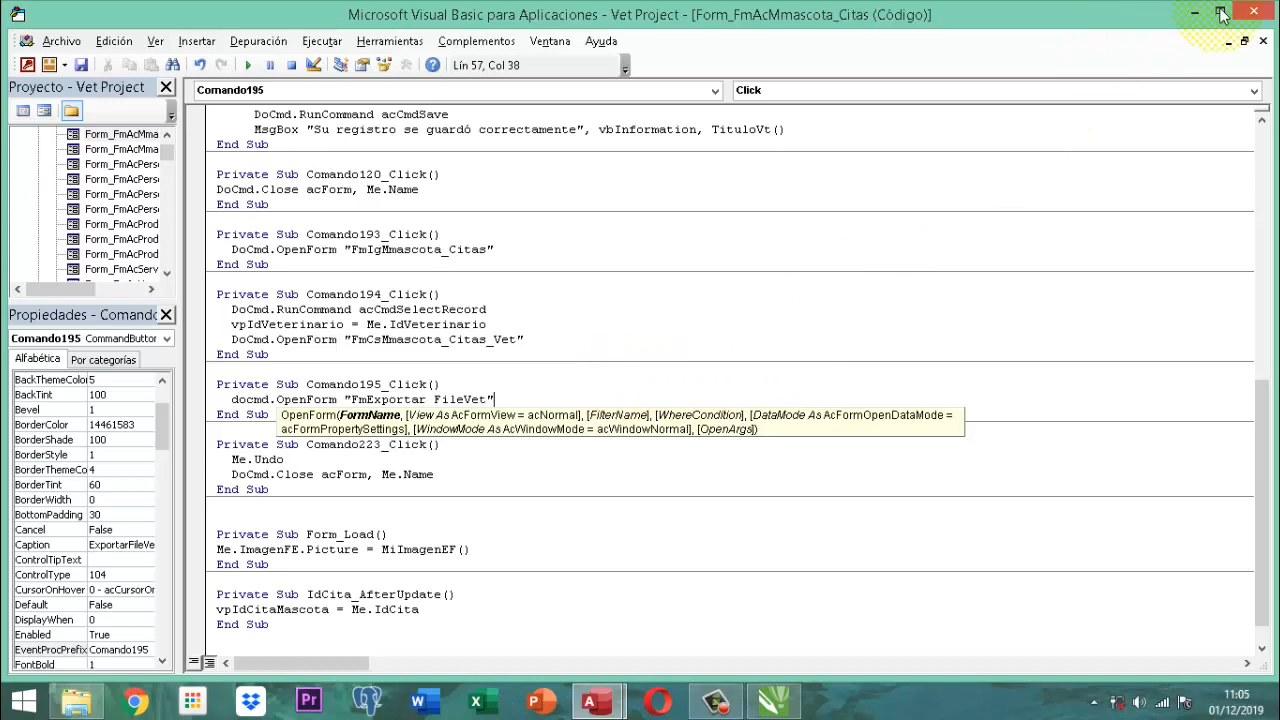 Microsoft Visual Basic para Aplicaciones - Vet Project - [Form_FmAcMmascota_Citas (Código)]
Archivo Edición Ver Insertar Depuración Ejecutar Herramientas Complementos Ventana Ayuda
Lín 57, Col 38
Proyecto - Vet Project
Form_FmAcMma
Form_FmAcMma
Form_FmAcPerso
Form_FmAcPerso
Form_FmAcPerso
Form_FmAcPerso
Form_FmAcProd
Form_FmAcProd
Form_FmAcProd
Form_FmAcServ
Propiedades - Comando
Comando195 CommandButton
Alfabética Por categorías
BackThemeColor 5
BackTint 100
Bevel 1
BorderColor 14461583
BorderShade 100
BorderStyle 1
BorderThemeCo 4
BorderTint 60
BorderWidth 0
BottomPadding 30
Cancel False
Caption ExportarFileVe
ControlTipText
ControlType 104
CursorOnHover 0 - acCursorOn
Default False
DisplayWhen 0
Enabled True
EventProcPrefix Comando195
FontBold 1
Comando195 Click
DoCmd.RunCommand acCmdSave
MsgBox "Su registro se guardó correctamente", vbInformation, TituloVt()
End Sub
Private Sub Comando120_Click()
DoCmd.Close acForm, Me.Name
End Sub
Private Sub Comando193_Click()
DoCmd.OpenForm "FmIgMmascota_Citas"
End Sub
Private Sub Comando194_Click()
DoCmd.RunCommand acCmdSelectRecord
vpIdVeterinario = Me.IdVeterinario
DoCmd.OpenForm "FmCsMmascota_Citas_Vet"
End Sub
Private Sub Comando195_Click()
docmd.OpenForm "FmExportar FileVet"
End Sub
OpenForm(FormName, [View As AcFormView = acNormal], [FilterName], [WhereCondition], [DataMode As AcFormOpenDataMode =
acFormPropertySettings], [WindowMode As AcWindowMode = acWindowNormal], [OpenArgs])
Private Sub Comando223_Click()
Me.Undo
DoCmd.Close acForm, Me.Name
End Sub
Private Sub Form_Load()
Me.ImagenFE.Picture = MiImagenEF()
End Sub
Private Sub IdCita_AfterUpdate()
vpIdCitaMascota = Me.IdCita
End Sub
11:05
01/12/2019